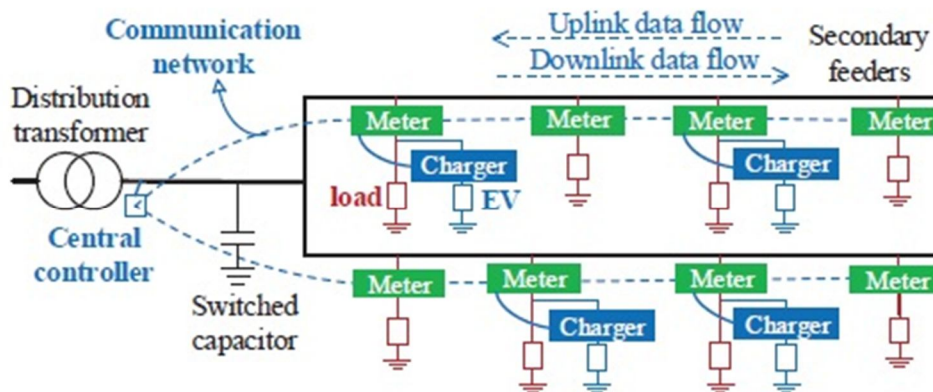 Communication
network
Uplink data flow
Downlink data flow
Secondary
feeders
Distribution
transformer
Meter
Meter
Meter
Meter
Charger
Charger
load
EV
Central
controller
Switched
capacitor
Meter
Meter
Meter
Meter
Charger
Charger